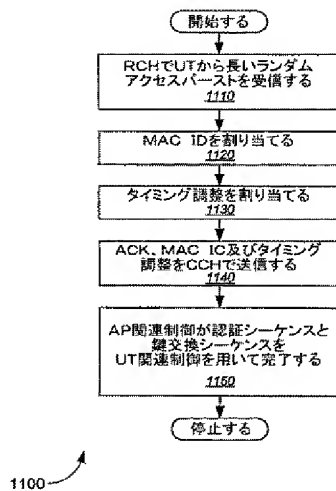 開始する
RCHでUTから長いランダム
アクセスバーストを受信する
1110
MAC IDを割り当てる
1120
タイミング調整を割り当てる
1130
ACK、MAC IC及びタイミング
調整をCCHで送信する
1140
AP関連制御が認証シーケンスと
鍵交換シーケンスを
UT関連制御を用いて完了する
1150
停止する
1100